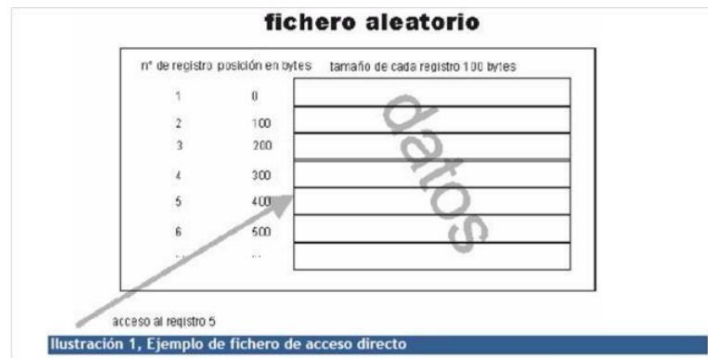 fichero aleatorio
nº de registro posición en bytes tamaño de cada registro 100 bytes
1 0
2 100
3 200
4 300
5 400
6 500
... ...
datos
acceso al registro 5
Ilustración 1, Ejemplo de fichero de acceso directo